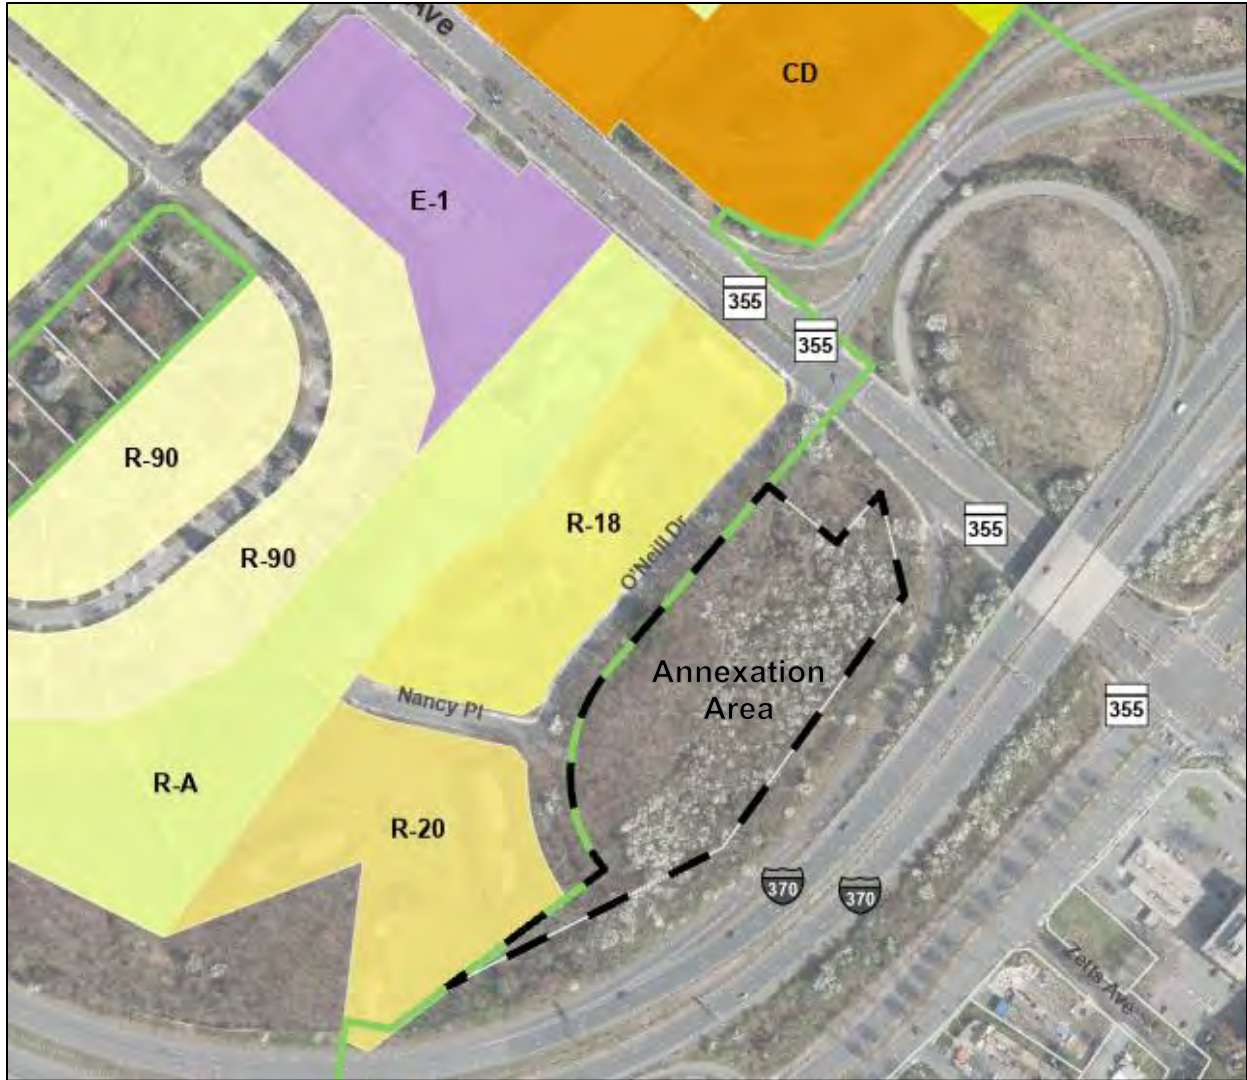 Ave
CD
E-1
355
355
R-90
R-18
355
R-90
O'Neill Dr
Annexation
Area
Nancy Pl
355
R-A
R-20
370
370
Zetts Ave